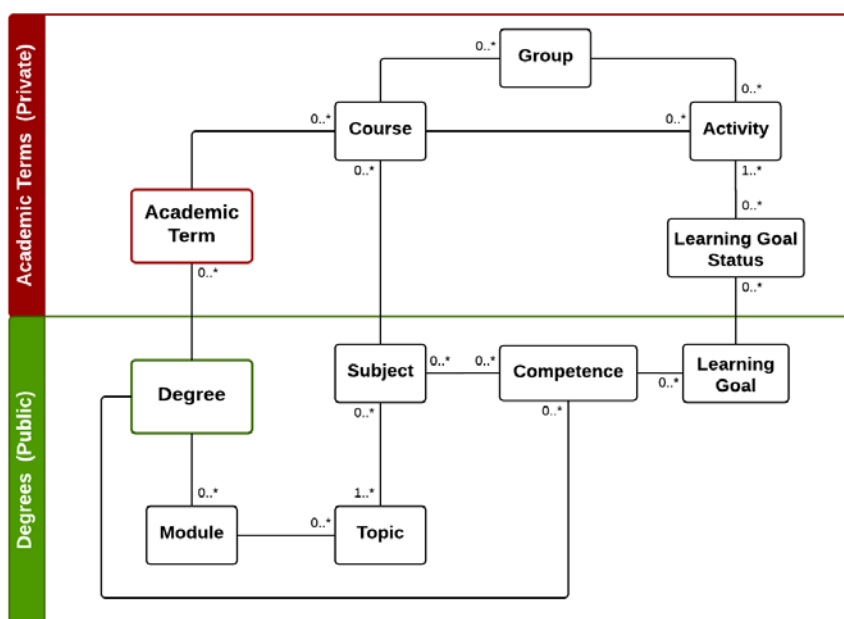 Academic Terms (Private)
0..*
Group
0..*
0..*
Course
0..*
Activity
0..*
1..*
Academic
Term
0..*
Learning Goal
Status
0..*
0..*
Degrees (Public)
Degree
Subject
0..*
0..*
Competence
0..*
Learning
Goal
0..*
0..*
0..*
1..*
0..*
Module
Topic